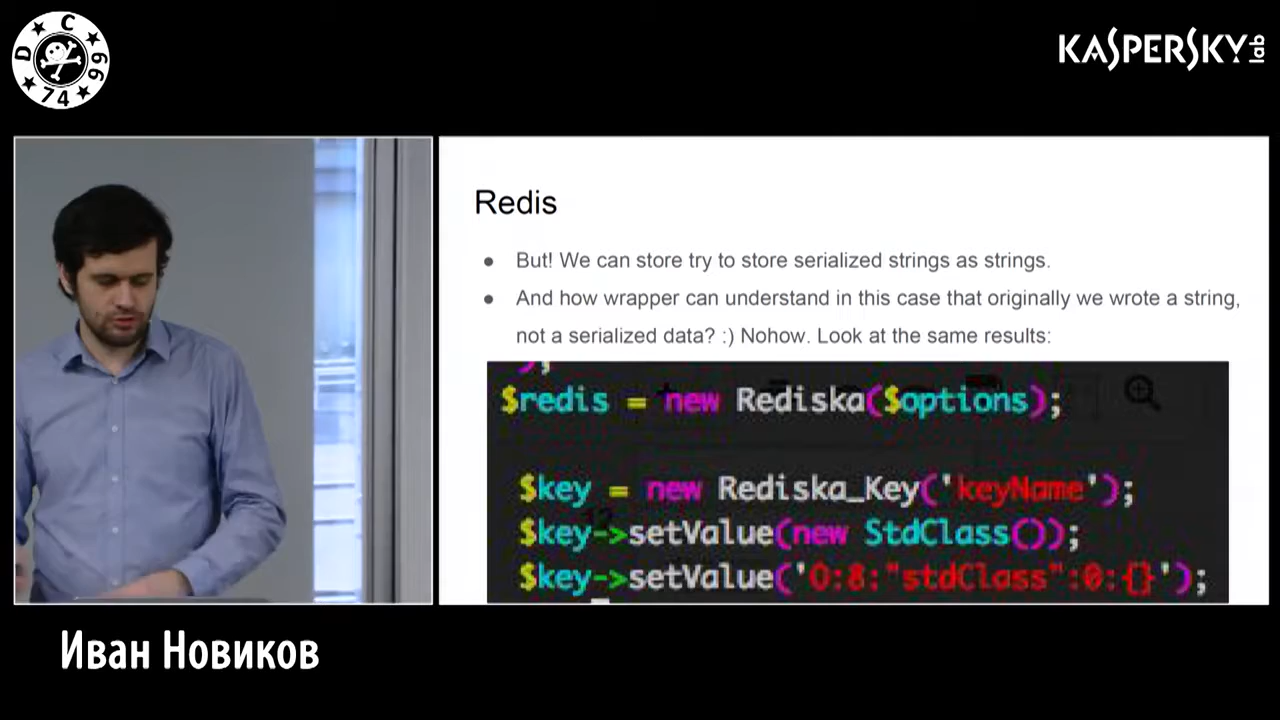 DC
7499
KASPERSKY lab
Redis
But! We can store try to store serialized strings as strings.
And how wrapper can understand in this case that originally we wrote a string,
not a serialized data? :) Nohow. Look at the same results:
);
$redis = new Rediska($options);
$key = new Rediska_Key('keyName');
$key->setValue(new StdClass());
$key->setValue('O:8:"stdClass":0:{}');
Иван Новиков